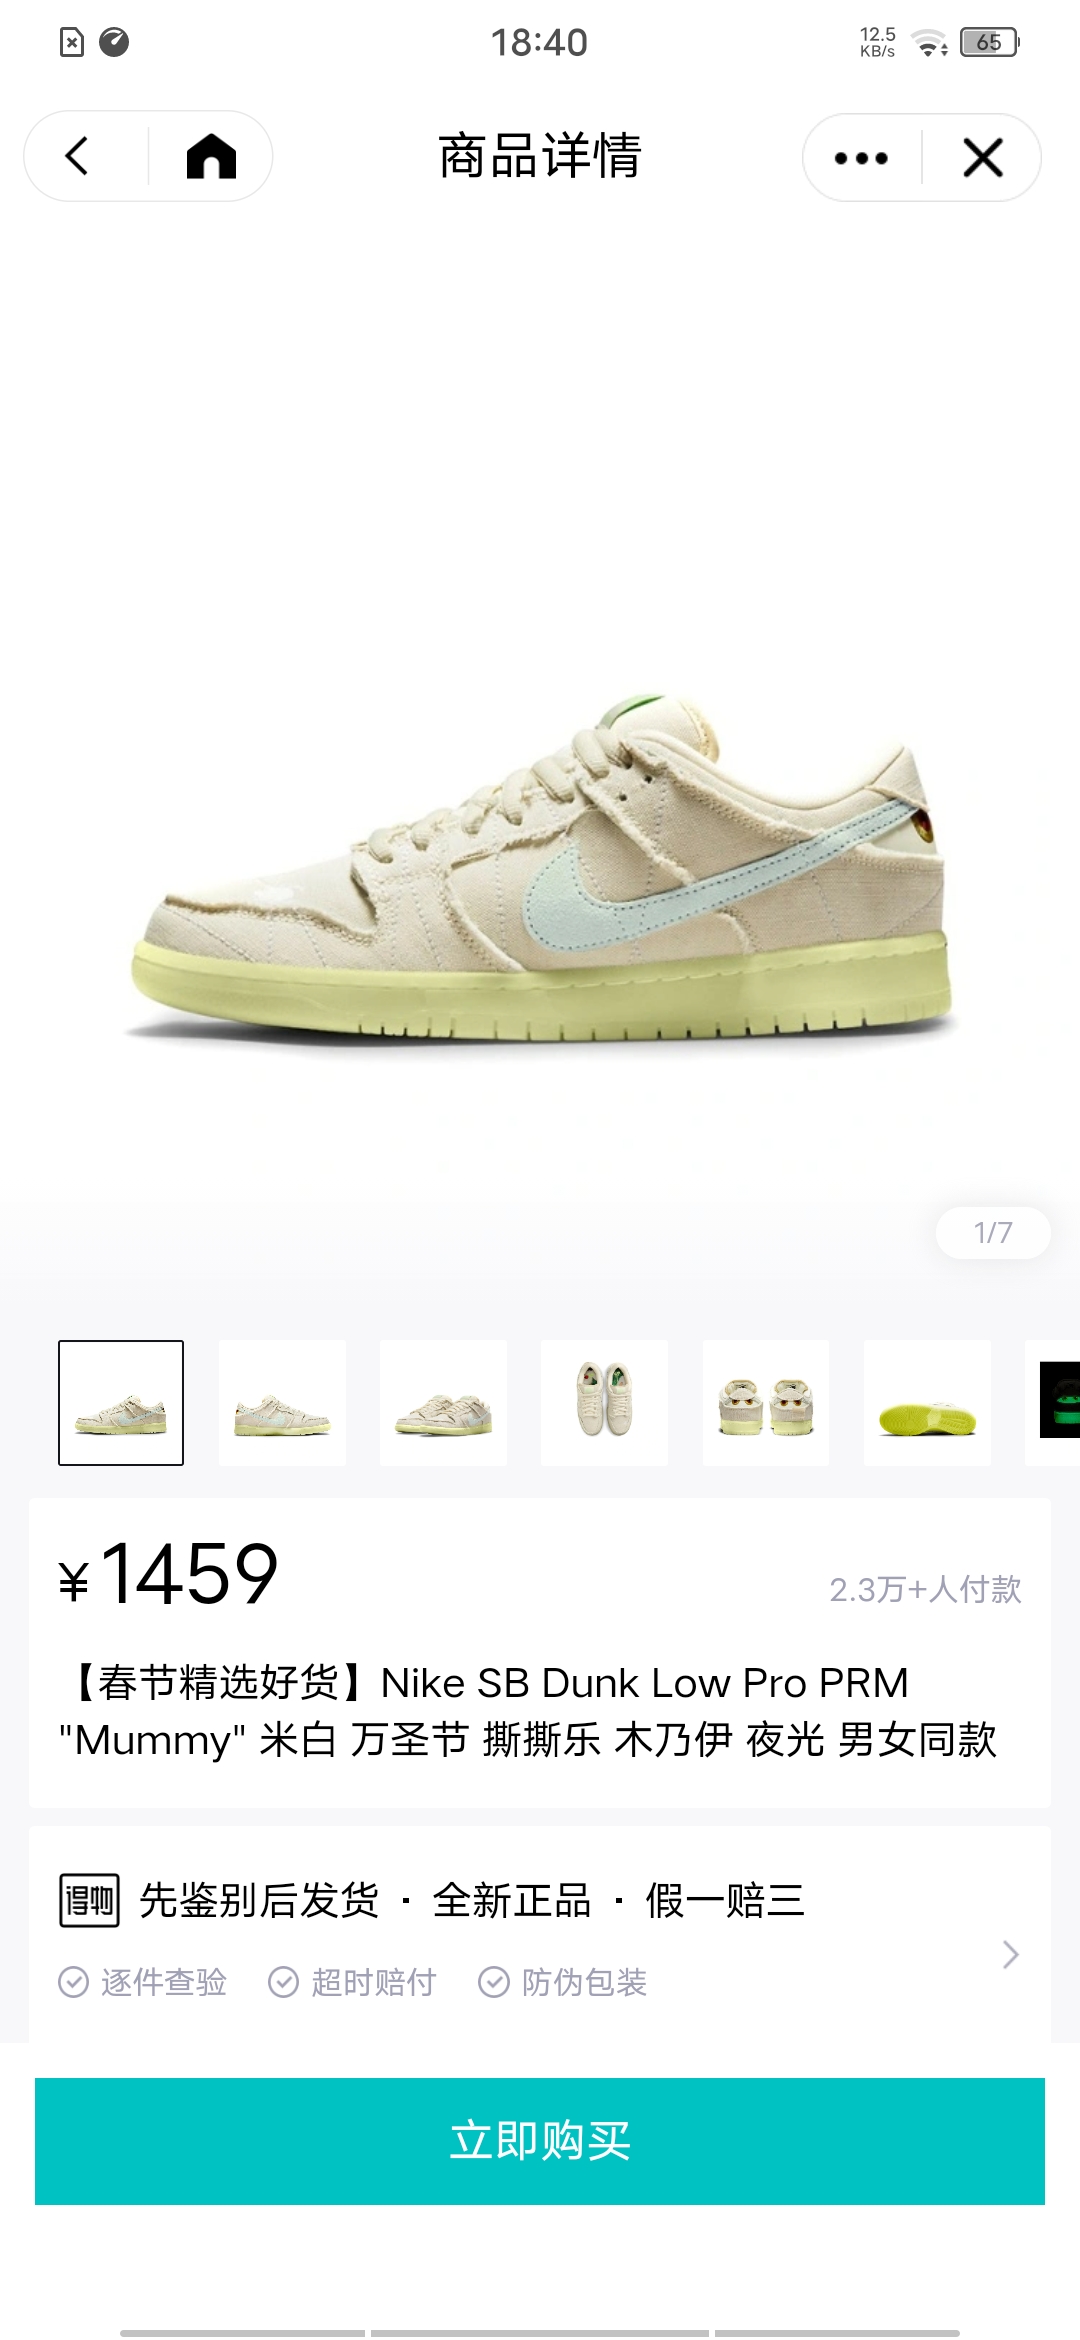 18:40
12.5
KB/s
65
商品详情
1/7
¥1459
2.3万+人付款
【春节精选好货】Nike SB Dunk Low Pro PRM
"Mummy" 米白 万圣节 撕撕乐 木乃伊 夜光 男女同款
得物 先鉴别后发货 · 全新正品 · 假一赔三
逐件查验 超时赔付 防伪包装
立即购买